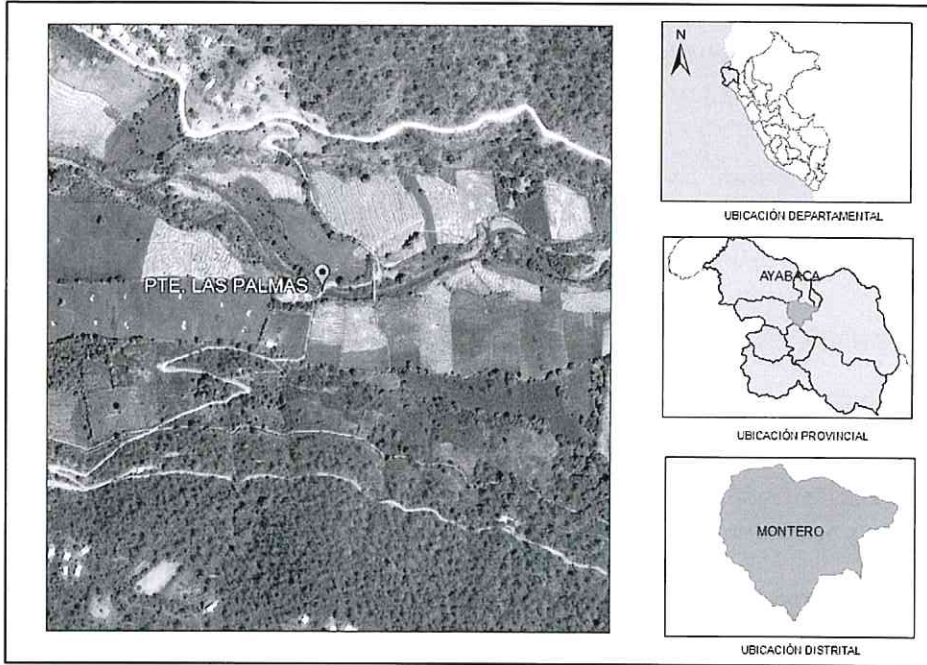 PTE. LAS PALMAS
N
UBICACIÓN DEPARTAMENTAL
AYABACA
UBICACIÓN PROVINCIAL
MONTERO
UBICACIÓN DISTRITAL